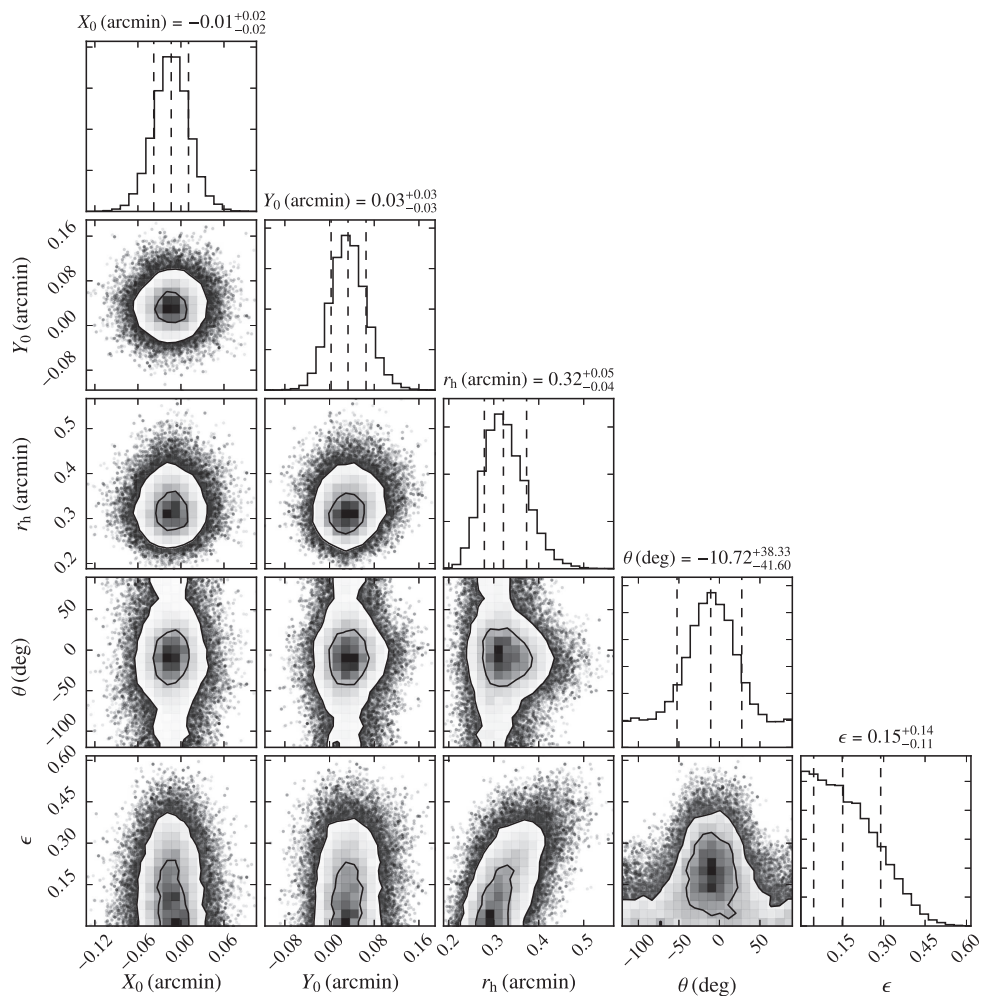 X₀ (arcmin) = −0.01 +0.02 −0.02
Y₀ (arcmin) = 0.03 +0.03 −0.03
0.16
0.08
0.00
−0.08
Y₀ (arcmin)
r_h (arcmin) = 0.32 +0.05 −0.04
0.5
0.4
0.3
0.2
r_h (arcmin)
θ (deg) = −10.72 +38.33 −41.60
50
0
−50
−100
θ (deg)
ϵ = 0.15 +0.14 −0.11
0.60
0.45
0.30
0.15
ϵ
−0.12 −0.06 0.00 0.06
X₀ (arcmin)
−0.08 0.00 0.08 0.16
Y₀ (arcmin)
0.2 0.3 0.4 0.5
r_h (arcmin)
−100 −50 0 50
θ (deg)
0.15 0.30 0.45 0.60
ϵ